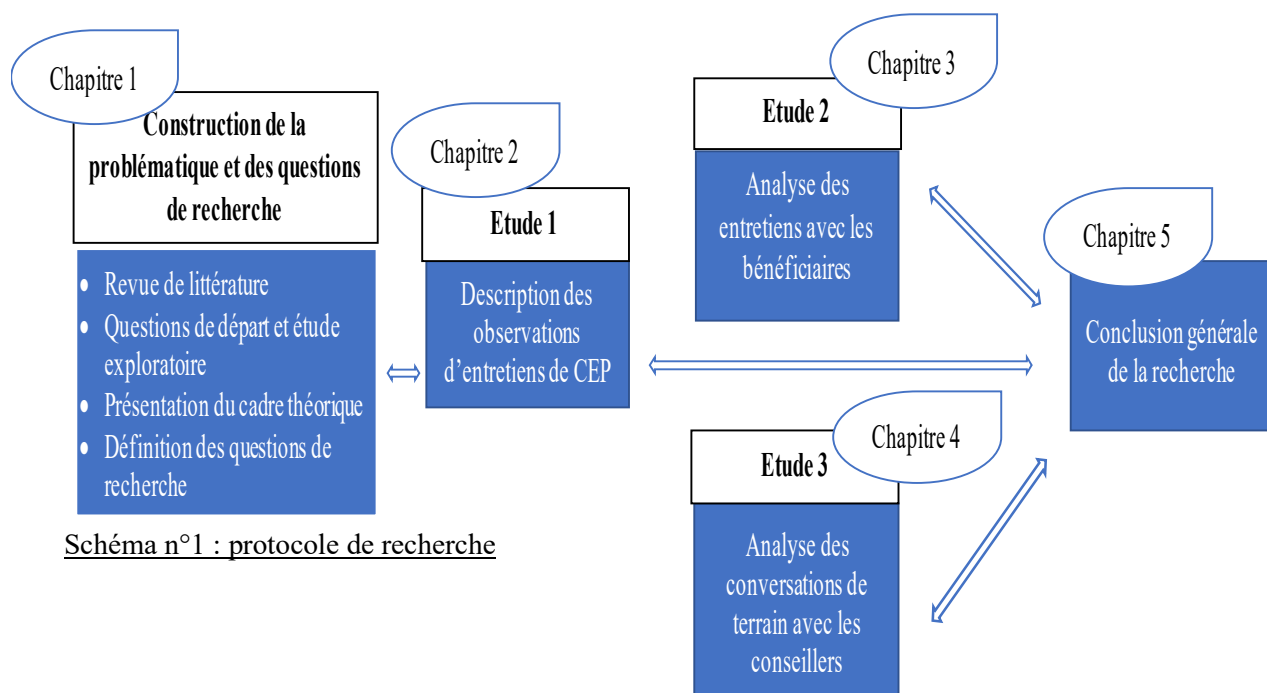 Chapitre 1
Construction de la
problématique et des questions
de recherche
• Revue de littérature
• Questions de départ et étude
exploratoire
• Présentation du cadre théorique
• Définition des questions de
recherche
Chapitre 2
Etude 1
Description des
observations
d’entretiens de CEP
Chapitre 3
Etude 2
Analyse des
entretiens avec les
bénéficiaires
Chapitre 4
Etude 3
Analyse des
conversations de
terrain avec les
conseillers
Chapitre 5
Conclusion générale
de la recherche
Schéma n°1 : protocole de recherche